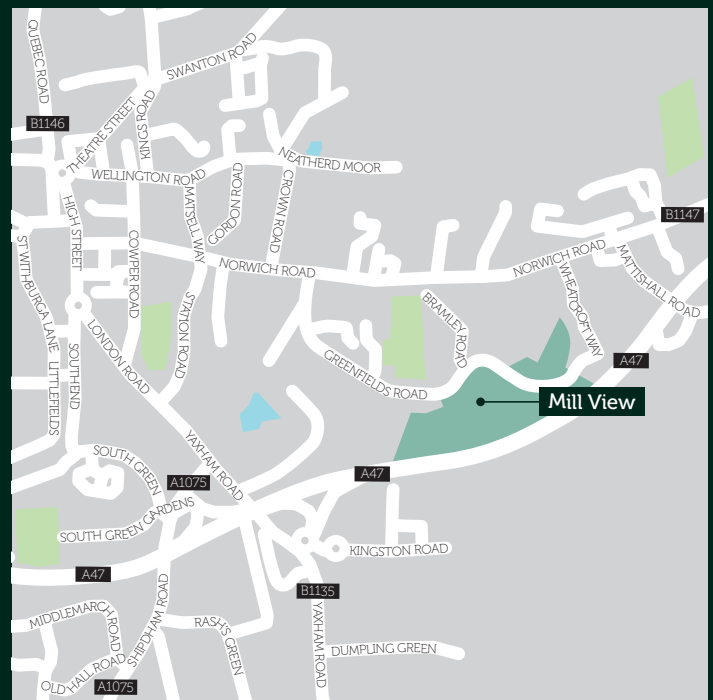 QUEBEC ROAD
SWANTON ROAD
B1146
THEATRE STREET
KINGS ROAD
NEATHERD MOOR
WELLINGTON ROAD
MATSELL WAY
GORDON ROAD
CROWN ROAD
HIGH STREET
B1147
ST WITHBURGA LANE
COWPER ROAD
NORWICH ROAD
NORWICH ROAD
MATTISHALL ROAD
WHEATCROFT WAY
STATION ROAD
BRAMLEY ROAD
LONDON ROAD
SOUTHEND
LITTLEFIELDS
GREENFIELDS ROAD
A47
Mill View
YAXHAM ROAD
SOUTH GREEN
A1075
A47
SOUTH GREEN GARDENS
KINGSTON ROAD
A47
B1135
MIDDLEMARCH ROAD
SHIPDHAM ROAD
RASH'S GREEN
YAXHAM ROAD
DUMPLING GREEN
OLD HALL ROAD
A1075